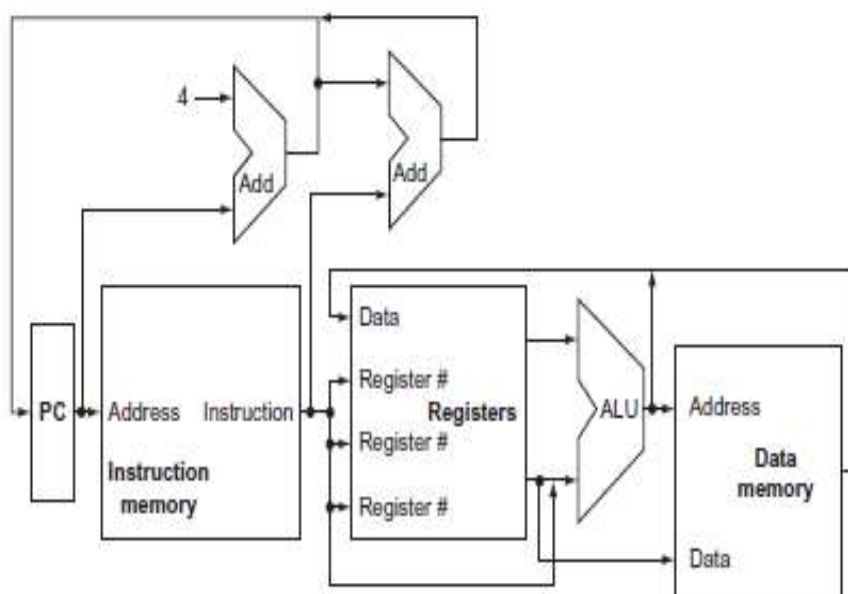 4
Add
Add
Data
Register #
Registers
Register #
Register #
PC
Address
Instruction
Instruction
memory
ALU
Address
Data
memory
Data